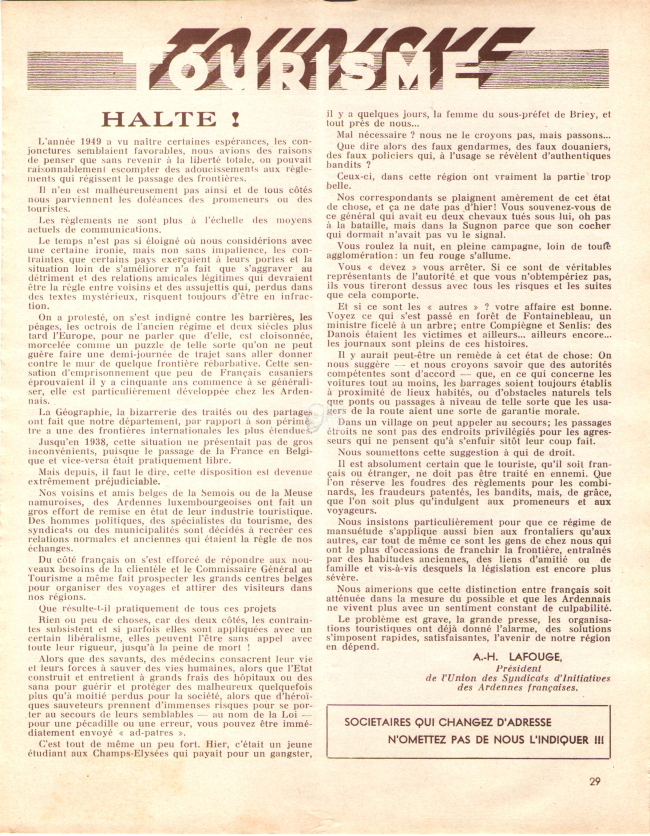 TOURISME
HALTE !
L'année 1949 a vu naître certaines espérances, les con-
jonctures semblaient favorables, nous avions des raisons
de penser que sans revenir à la liberté totale, on pouvait
raisonnablement escompter des adoucissements aux règle-
ments qui régissent le passage des frontières.
Il n'en est malheureusement pas ainsi et de tous côtés
nous parviennent les doléances des promeneurs ou des
touristes.
Les règlements ne sont plus à l'échelle des moyens
actuels de communications.
Le temps n'est pas si éloigné où nous considérions avec
une certaine ironie, mais non sans impatience, les con-
traintes que certains pays exerçaient à leurs portes et la
situation loin de s'améliorer n'a fait que s'aggraver au
détriment et des relations amicales légitimes qui devraient
être la règle entre voisins et des assujettis qui, perdus dans
des textes mystérieux, risquent toujours d'être en infrac-
tion.
On a protesté, on s'est indigné contre les barrières, les
péages, les octrois de l'ancien régime et deux siècles plus
tard l'Europe, pour ne parler que d'elle, est cloisonnée,
morcelée comme un puzzle de telle sorte qu'on ne peut
guère faire une demi-journée de trajet sans aller donner
contre le mur de quelque frontière rébarbative. Cette sen-
sation d'emprisonnement que peu de Français casaniers
éprouvaient il y a cinquante ans commence à se générali-
ser, elle est particulièrement développée chez les Arden-
nais.
La Géographie, la bizarrerie des traités ou des partages
ont fait que notre département, par rapport à son périmè-
tre a une des frontières internationales les plus étendues.
Jusqu'en 1938, cette situation ne présentait pas de gros
inconvénients, puisque le passage de la France en Belgi-
que et vice-versa était pratiquement libre.
Mais depuis, il faut le dire, cette disposition est devenue
extrêmement préjudiciable.
Nos voisins et amis belges de la Semois ou de la Meuse
namuroises, des Ardennes luxembourgeoises ont fait un
gros effort de remise en état de leur industrie touristique.
Des hommes politiques, des spécialistes du tourisme, des
syndicats ou des municipalités sont décidés à recréer ces
relations normales et anciennes qui étaient la règle de nos
échanges.
Du côté français on s'est efforcé de répondre aux nou-
veaux besoins de la clientèle et le Commissaire Général au
Tourisme a même fait prospecter les grands centres belges
pour organiser des voyages et attirer des visiteurs dans
nos régions.
Que résulte-t-il pratiquement de tous ces projets
Rien ou peu de choses, car des deux côtés, les contrain-
tes subsistent et si parfois elles sont appliquées avec un
certain libéralisme, elles peuvent l'être sans appel avec
toute leur rigueur, jusqu'à la peine de mort !
Alors que des savants, des médecins consacrent leur vie
et leurs forces à sauver des vies humaines, alors que l'Etat
construit et entretient à grands frais des hôpitaux ou des
sana pour guérir et protéger des malheureux quelquefois
plus qu'à moitié perdus pour la société, alors que d'héroï-
ques sauveteurs prennent d'immenses risques pour se por-
ter au secours de leurs semblables — au nom de la Loi —
pour une pécadille ou une erreur, vous pouvez être immé-
diatement envoyé « ad-patres ».
C'est tout de même un peu fort. Hier, c'était un jeune
étudiant aux Champs-Elysées qui payait pour un gangster,
il y a quelques jours, la femme du sous-préfet de Briey, et
tout près de nous...
Mal nécessaire ? nous ne le croyons pas, mais passons...
Que dire alors des faux gendarmes, des faux douaniers,
des faux policiers qui, à l'usage se révèlent d'authentiques
bandits ?
Ceux-ci, dans cette région ont vraiment la partie trop
belle.
Nos correspondants se plaignent amèrement de cet état
de chose, et ça ne date pas d'hier! Vous souvenez-vous de
ce général qui avait eu deux chevaux tués sous lui, oh pas
à la bataille, mais dans la Sugnon parce que son cocher
qui dormait n'avait pas vu le signal.
Vous roulez la nuit, en pleine campagne, loin de toute
agglomération : un feu rouge s'allume.
Vous « devez » vous arrêter. Si ce sont de véritables
représentants de l'autorité et que vous n'obtempériez pas,
ils vous tireront dessus avec tous les risques et les suites
que cela comporte.
Et si ce sont les « autres » ? votre affaire est bonne.
Voyez ce qui s'est passé en forêt de Fontainebleau, un
ministre ficelé à un arbre; entre Compiègne et Senlis: des
Danois étaient les victimes et ailleurs... ailleurs encore...
les journaux sont pleins de ces histoires.
Il y aurait peut-être un remède à cet état de chose: On
nous suggère — et nous croyons savoir que des autorités
compétentes sont d'accord — que, en ce qui concerne les
voitures tout au moins, les barrages soient toujours établis
à proximité de lieux habités, ou d'obstacles naturels tels
que ponts ou passages à niveau de telle sorte que les usa-
gers de la route aient une sorte de garantie morale.
Dans un village on peut appeler au secours; les passages
étroits ne sont pas des endroits privilégiés pour les agres-
seurs qui ne pensent qu'à s'enfuir sitôt leur coup fait.
Nous soumettons cette suggestion à qui de droit.
Il est absolument certain que le touriste, qu'il soit fran-
çais ou étranger, ne doit pas être traité en ennemi. Que
l'on réserve les foudres des règlements pour les combi-
nards, les fraudeurs patentés, les bandits, mais, de grâce,
que l'on soit plus qu'indulgent aux promeneurs et aux
voyageurs.
Nous insistons particulièrement pour que ce régime de
mansuétude s'applique aussi bien aux frontaliers qu'aux
autres, car tout de même ce sont les gens de chez nous qui
ont le plus d'occasions de franchir la frontière, entraînés
par des habitudes anciennes, des liens d'amitié ou de
famille et vis-à-vis desquels la législation est encore plus
sévère.
Nous aimerions que cette distinction entre français soit
atténuée dans la mesure du possible et que les Ardennais
ne vivent plus avec un sentiment constant de culpabilité.
Le problème est grave, la grande presse, les organisa-
tions touristiques ont déjà donné l'alarme, des solutions
s'imposent rapides, satisfaisantes, l'avenir de notre région
en dépend.
A.-H. LAFOUGE,
Président
de l'Union des Syndicats d'Initiatives
des Ardennes françaises.
SOCIETAIRES QUI CHANGEZ D'ADRESSE
N'OMETTEZ PAS DE NOUS L'INDIQUER !!!
29